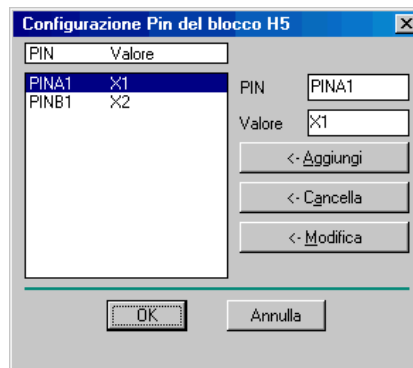 Configurazione Pin del blocco H5
PIN Valore
PINA1 X1
PINB1 X2
PIN PINA1
Valore X1
<- Aggiungi
<- Cancella
<- Modifica
OK Annulla